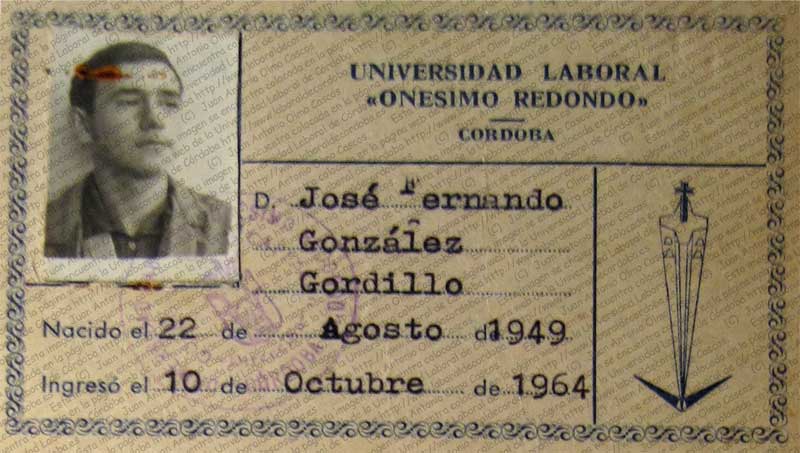 UNIVERSIDAD LABORAL
«ONESIMO REDONDO»
CORDOBA
D. José Fernando
González
Gordillo
Nacido el 22 de Agosto de 1949
Ingresó el 10 de Octubre de 1964